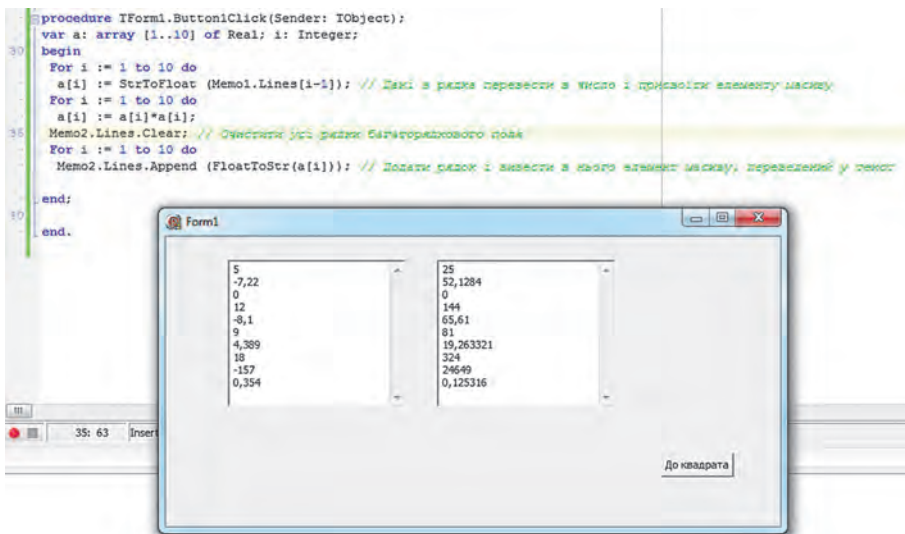 procedure TForm1.Button1Click(Sender: TObject);
var a: array [1..10] of Real; i: Integer;
30 begin
For i := 1 to 10 do
a[i] := StrToFloat (Memo1.Lines[i-1]); // Дані з рядка перевести в число і присвоїти елементу масиву
For i := 1 to 10 do
a[i] := a[i]*a[i];
35 Memo2.Lines.Clear; // Очистити усі рядки багаторядкового поля
For i := 1 to 10 do
Memo2.Lines.Append (FloatToStr(a[i])); // Додати рядок і вивести в нього елемент масиву, переведений у текст
end;
end.
Form1
5
-7,22
0
12
-8,1
9
4,389
18
-157
0,354
25
52,1284
0
144
65,61
81
19,263321
324
24649
0,125316
35: 63 Insert
До квадрата